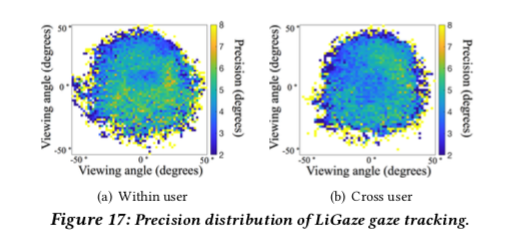 50
0
-50
-50
0
50
Viewing angle (degrees)
Viewing angle (degrees)
8
7
6
5
4
3
2
Precision (degrees)
(a) Within user
50
0
-50
-50
0
50
Viewing angle (degrees)
Viewing angle (degrees)
8
7
6
5
4
3
2
Precision (degrees)
(b) Cross user
Figure 17: Precision distribution of LiGaze gaze tracking.